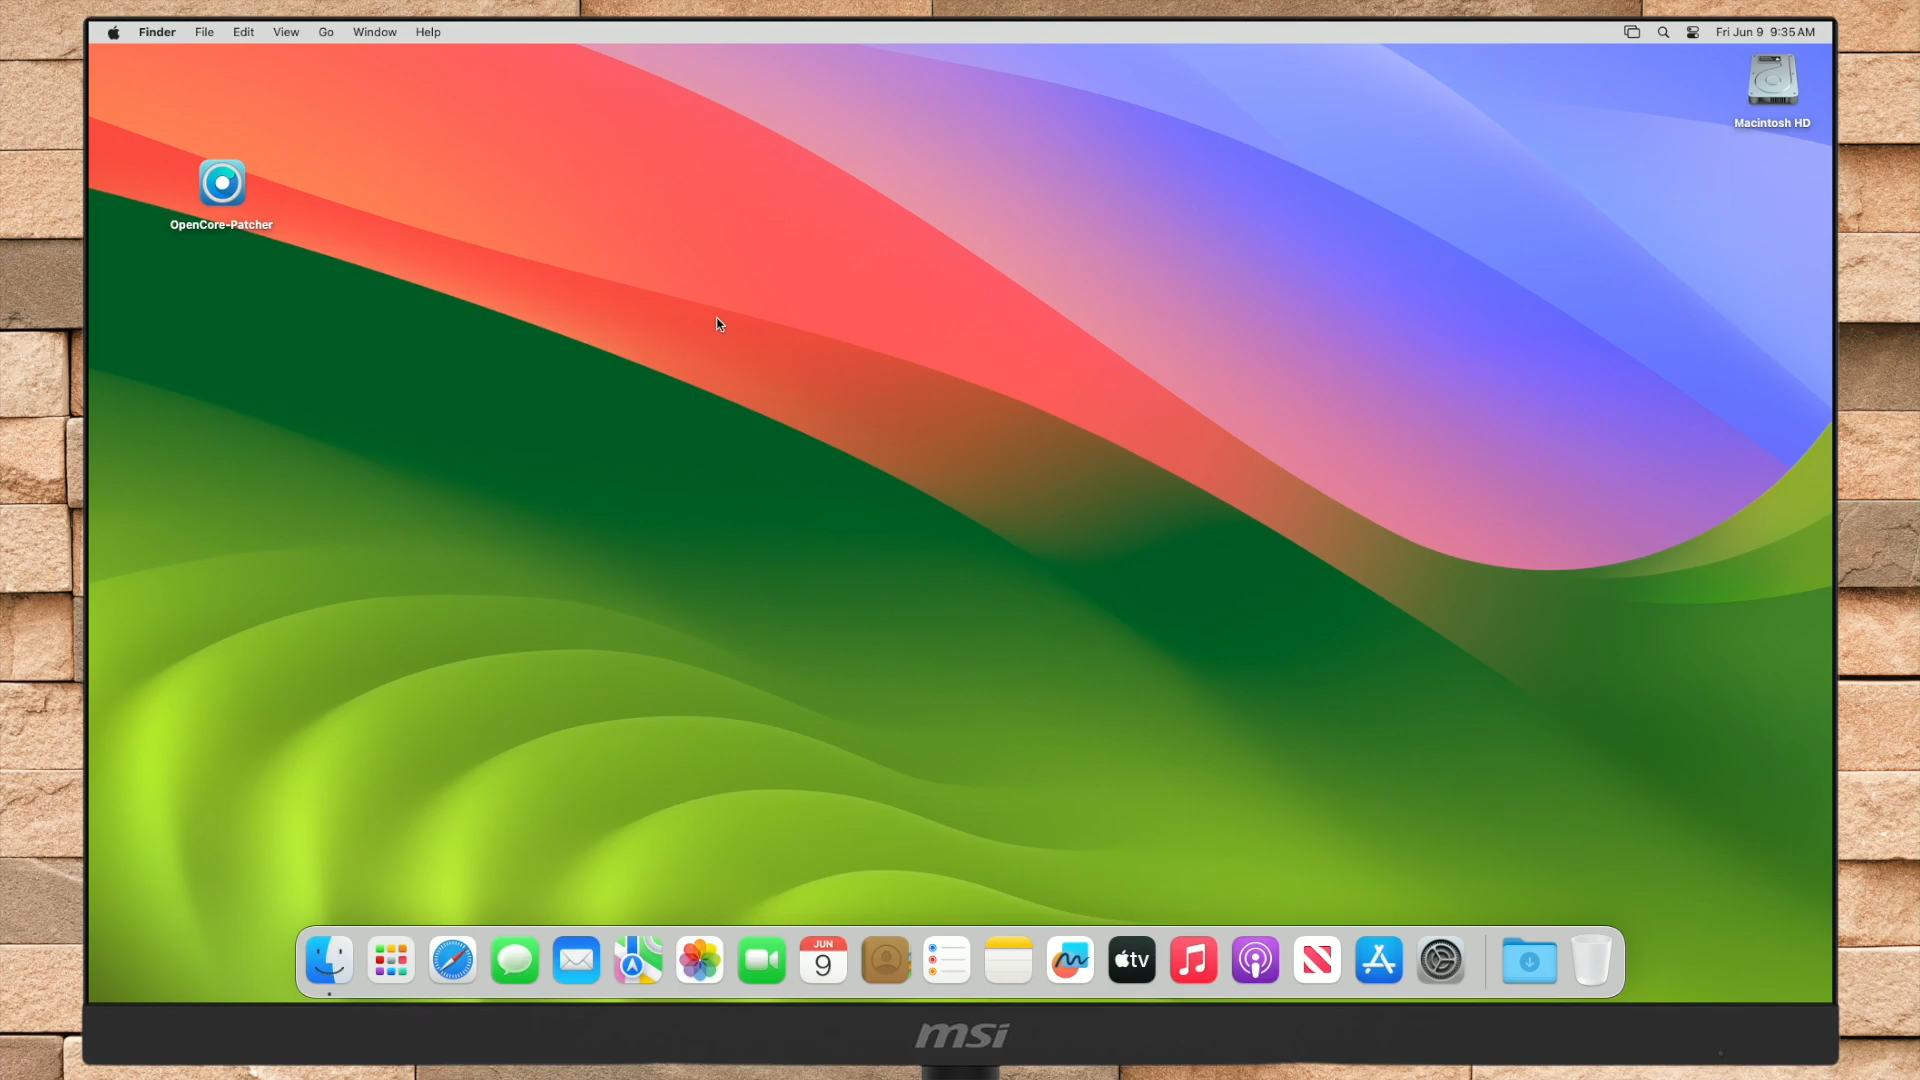 Finder File Edit View Go Window Help Fri Jun 9 9:35 AM
Macintosh HD
OpenCore-Patcher
JUN
9
tv
msi